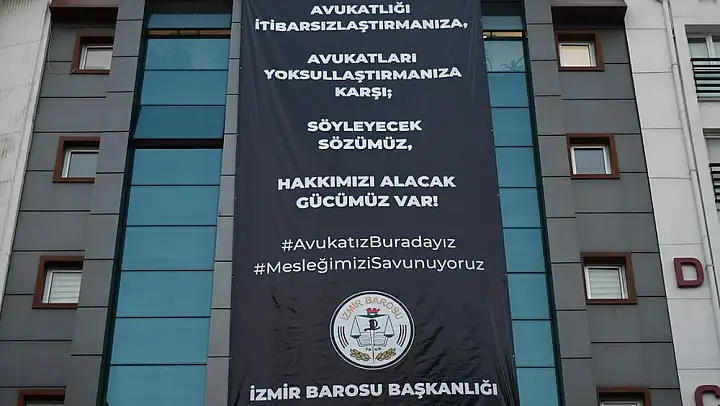 AVUKATLIĞI
İTİBARSIZLAŞTIRMANIZA,
AVUKATLARI
YOKSULLAŞTIRMANIZA
KARŞI;
SÖYLEYECEK
SÖZÜMÜZ,
HAKKIMIZI ALACAK
GÜCÜMÜZ VAR!
#AvukatızBuradayız
#MesleğimiziSavunuyoruz
İZMİR BAROSU
İZMİR BAROSU BAŞKANLIĞI
D